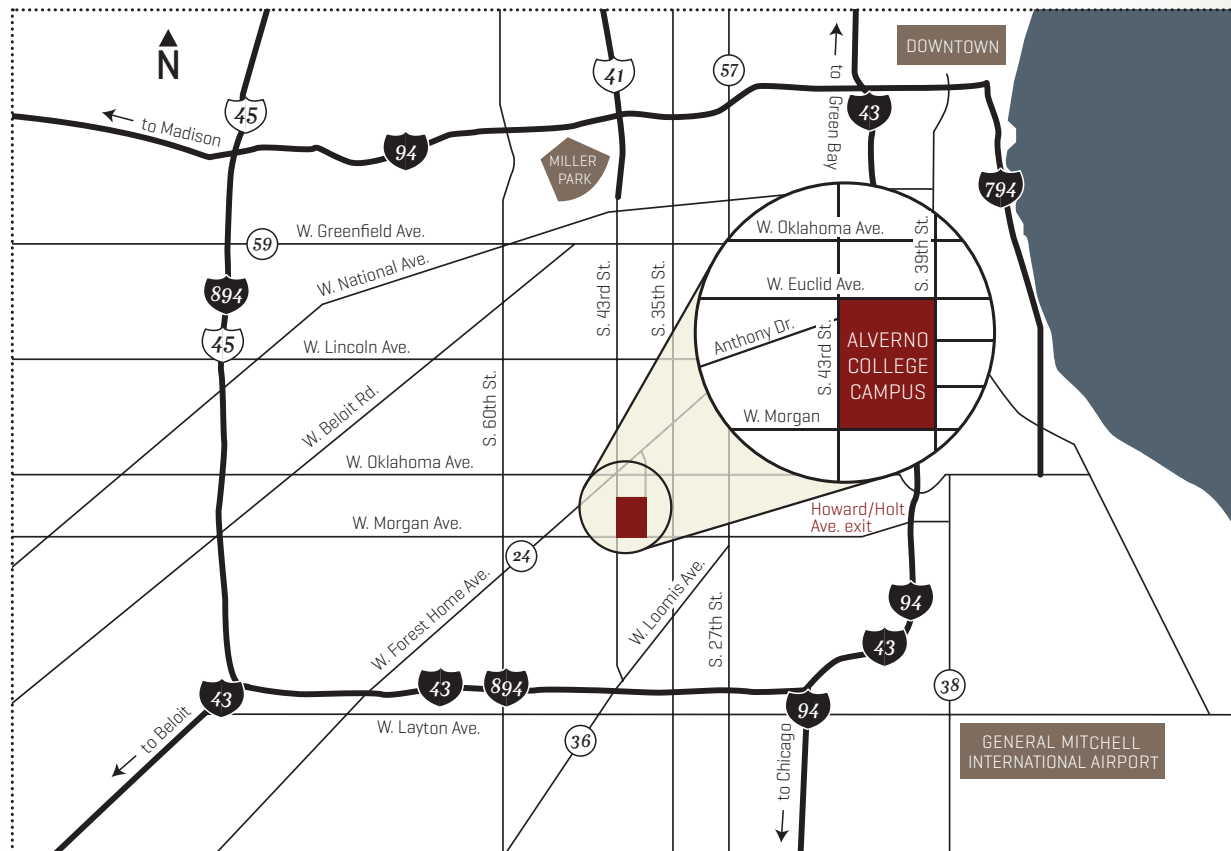 N
45
to Madison
94
41
MILLER
PARK
57
to Green Bay
43
DOWNTOWN
794
W. Greenfield Ave.
59
W. National Ave.
894
45
W. Lincoln Ave.
W. Beloit Rd.
S. 60th St.
S. 43rd St.
S. 35th St.
W. Oklahoma Ave.
S. 39th St.
W. Euclid Ave.
Anthony Dr.
S. 43rd St.
ALVERNO
COLLEGE
CAMPUS
W. Morgan
W. Oklahoma Ave.
W. Morgan Ave.
Howard/Holt
Ave. exit
24
W. Forest Home Ave.
W. Loomis Ave.
S. 27th St.
94
43
43
43
894
38
94
to Beloit
W. Layton Ave.
36
to Chicago
GENERAL MITCHELL
INTERNATIONAL AIRPORT